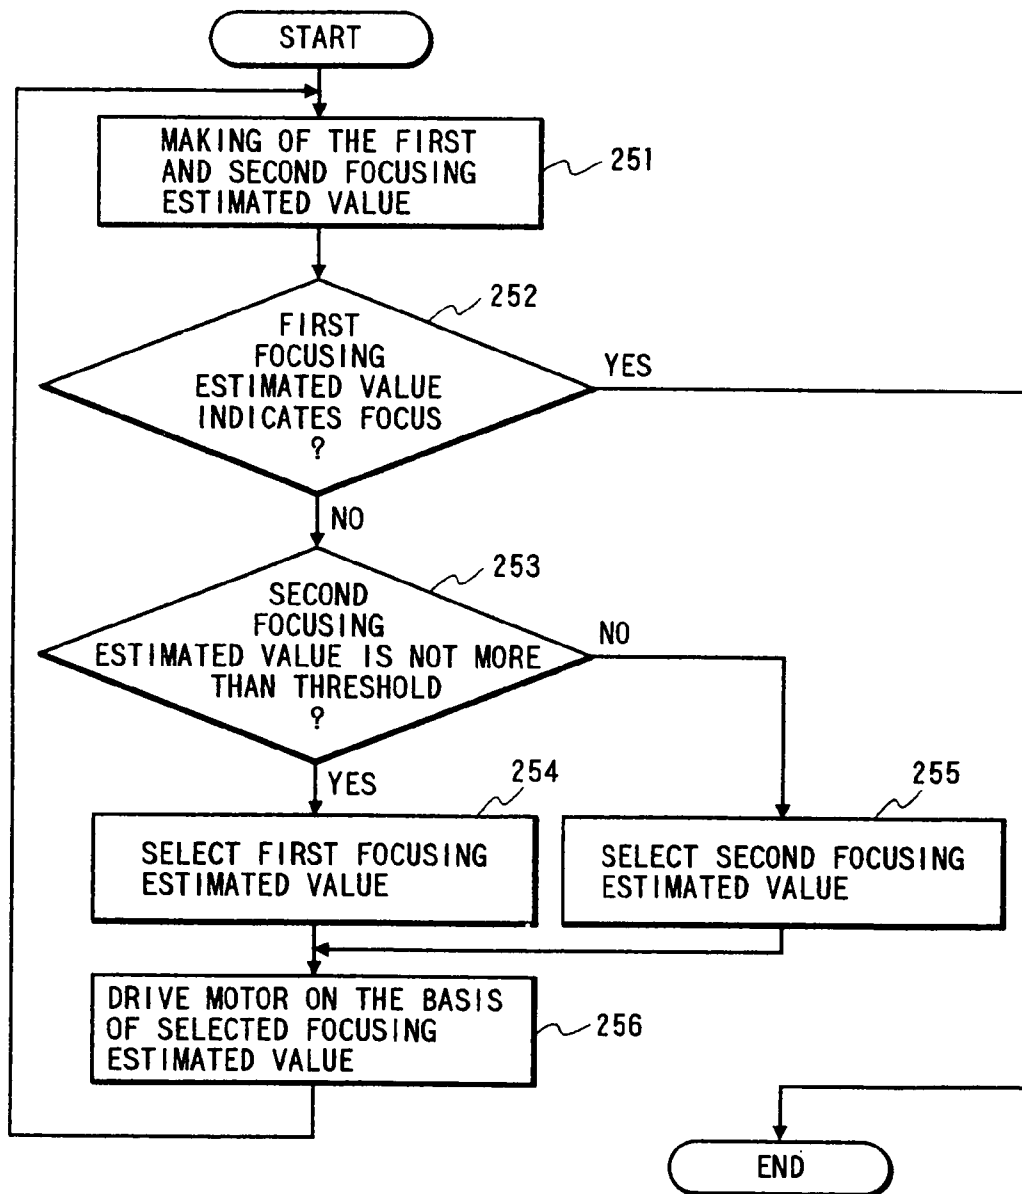 START
MAKING OF THE FIRST
AND SECOND FOCUSING
ESTIMATED VALUE
251
252
FIRST
FOCUSING
ESTIMATED VALUE
INDICATES FOCUS
?
YES
NO
253
SECOND
FOCUSING
ESTIMATED VALUE IS NOT MORE
THAN THRESHOLD
?
NO
YES
254
SELECT FIRST FOCUSING
ESTIMATED VALUE
255
SELECT SECOND FOCUSING
ESTIMATED VALUE
DRIVE MOTOR ON THE BASIS
OF SELECTED FOCUSING
ESTIMATED VALUE
256
END